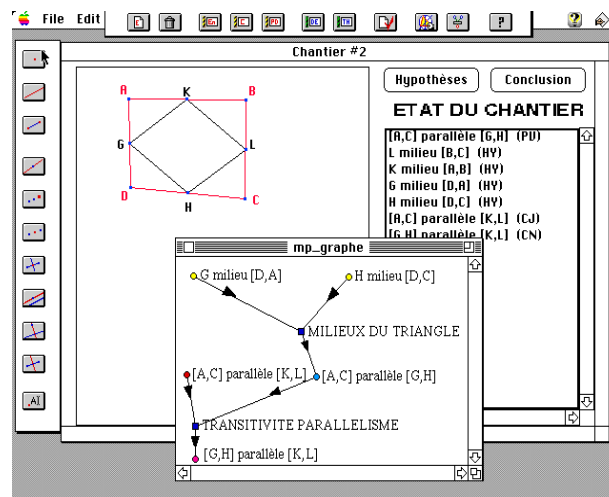 File Edit
?
?
Chantier #2
Hypothèses Conclusion
ETAT DU CHANTIER
[A,C] parallèle [G,H] (PV)
L milieu [B,C] (HY)
K milieu [A,B] (HY)
G milieu [D,A] (HY)
H milieu [D,C] (HY)
[A,C] parallèle [K,L] (CJ)
[G,H] parallèle [K,L] (CN)
A K B
G L
D H C
.AI
mp_graphe
G milieu [D,A] H milieu [D,C]
MILIEUX DU TRIANGLE
[A,C] parallèle [K,L] [A,C] parallèle [G,H]
TRANSITIVITE PARALLELISME
[G,H] parallèle [K,L]